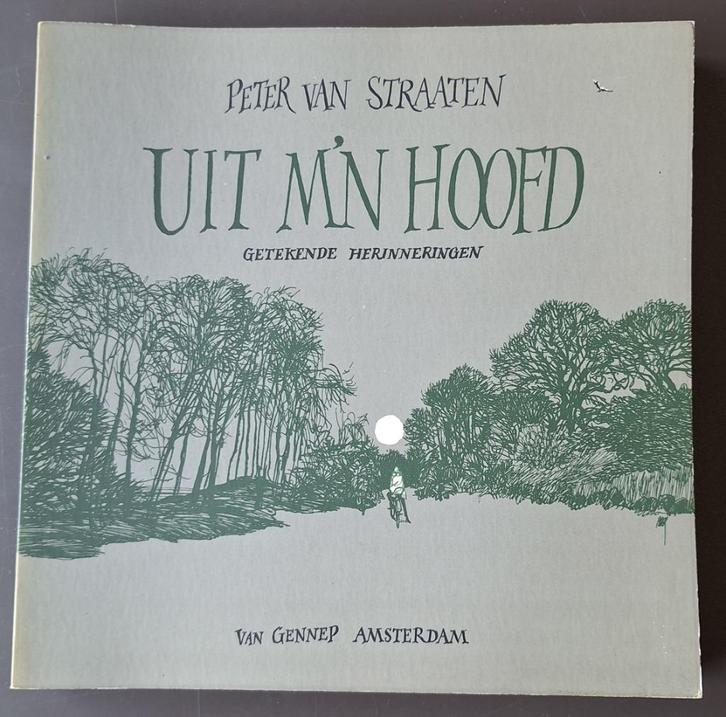 PETER VAN STRAATEN
UIT M'N HOOFD
GETEKENDE HERINNERINGEN
VAN GENNEP AMSTERDAM